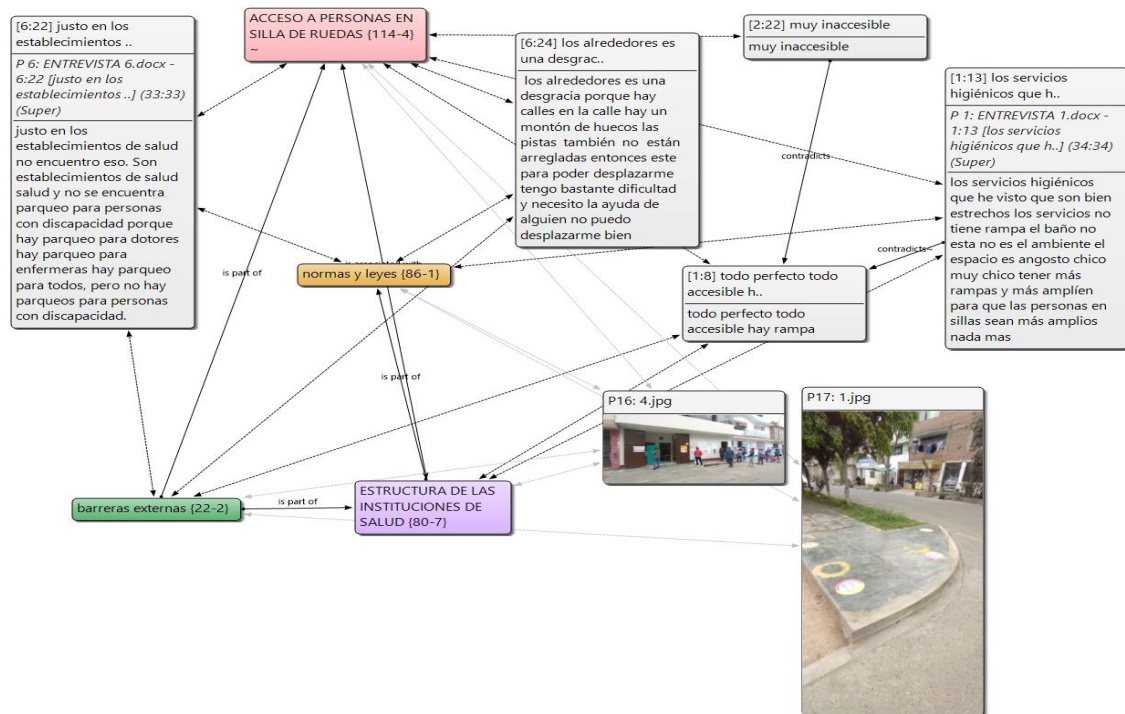 [6:22] justo en los
establecimientos ..
P 6: ENTREVISTA 6.docx -
6:22 [justo en los
establecimientos ..] (33:33)
(Super)
justo en los
establecimientos de salud
no encuentro eso. Son
establecimientos de salud
salud y no se encuentra
parqueo para personas
con discapacidad porque
hay parqueo para dotores
hay parqueo para
enfermeras hay parqueo
para todos, pero no hay
parqueos para personas
con discapacidad.
ACCESO A PERSONAS EN
SILLA DE RUEDAS {114-4}
~
[6:24] los alrededores es
una desgrac..
los alrededores es una
desgracia porque hay
calles en la calle hay un
montón de huecos las
pistas también no están
arregladas entonces este
para poder desplazarme
tengo bastante dificultad
y necesito la ayuda de
alguien no puedo
desplazarme bien
[2:22] muy inaccesible
muy inaccesible
[1:13] los servicios
higiénicos que h..
P 1: ENTREVISTA 1.docx -
1:13 [los servicios
higiénicos que h..] (34:34)
(Super)
los servicios higiénicos
que he visto que son bien
estrechos los servicios no
tiene rampa el baño no
esta no es el ambiente el
espacio es angosto chico
muy chico tener más
rampas y más amplíen
para que las personas en
sillas sean más amplios
nada mas
contradicts
contradicts
is part of
normas y leyes {86-1}
[1:8] todo perfecto todo
accesible h..
todo perfecto todo
accesible hay rampa
is part of
P16: 4.jpg
P17: 1.jpg
barreras externas {22-2}
is part of
ESTRUCTURA DE LAS
INSTITUCIONES DE
SALUD {80-7}